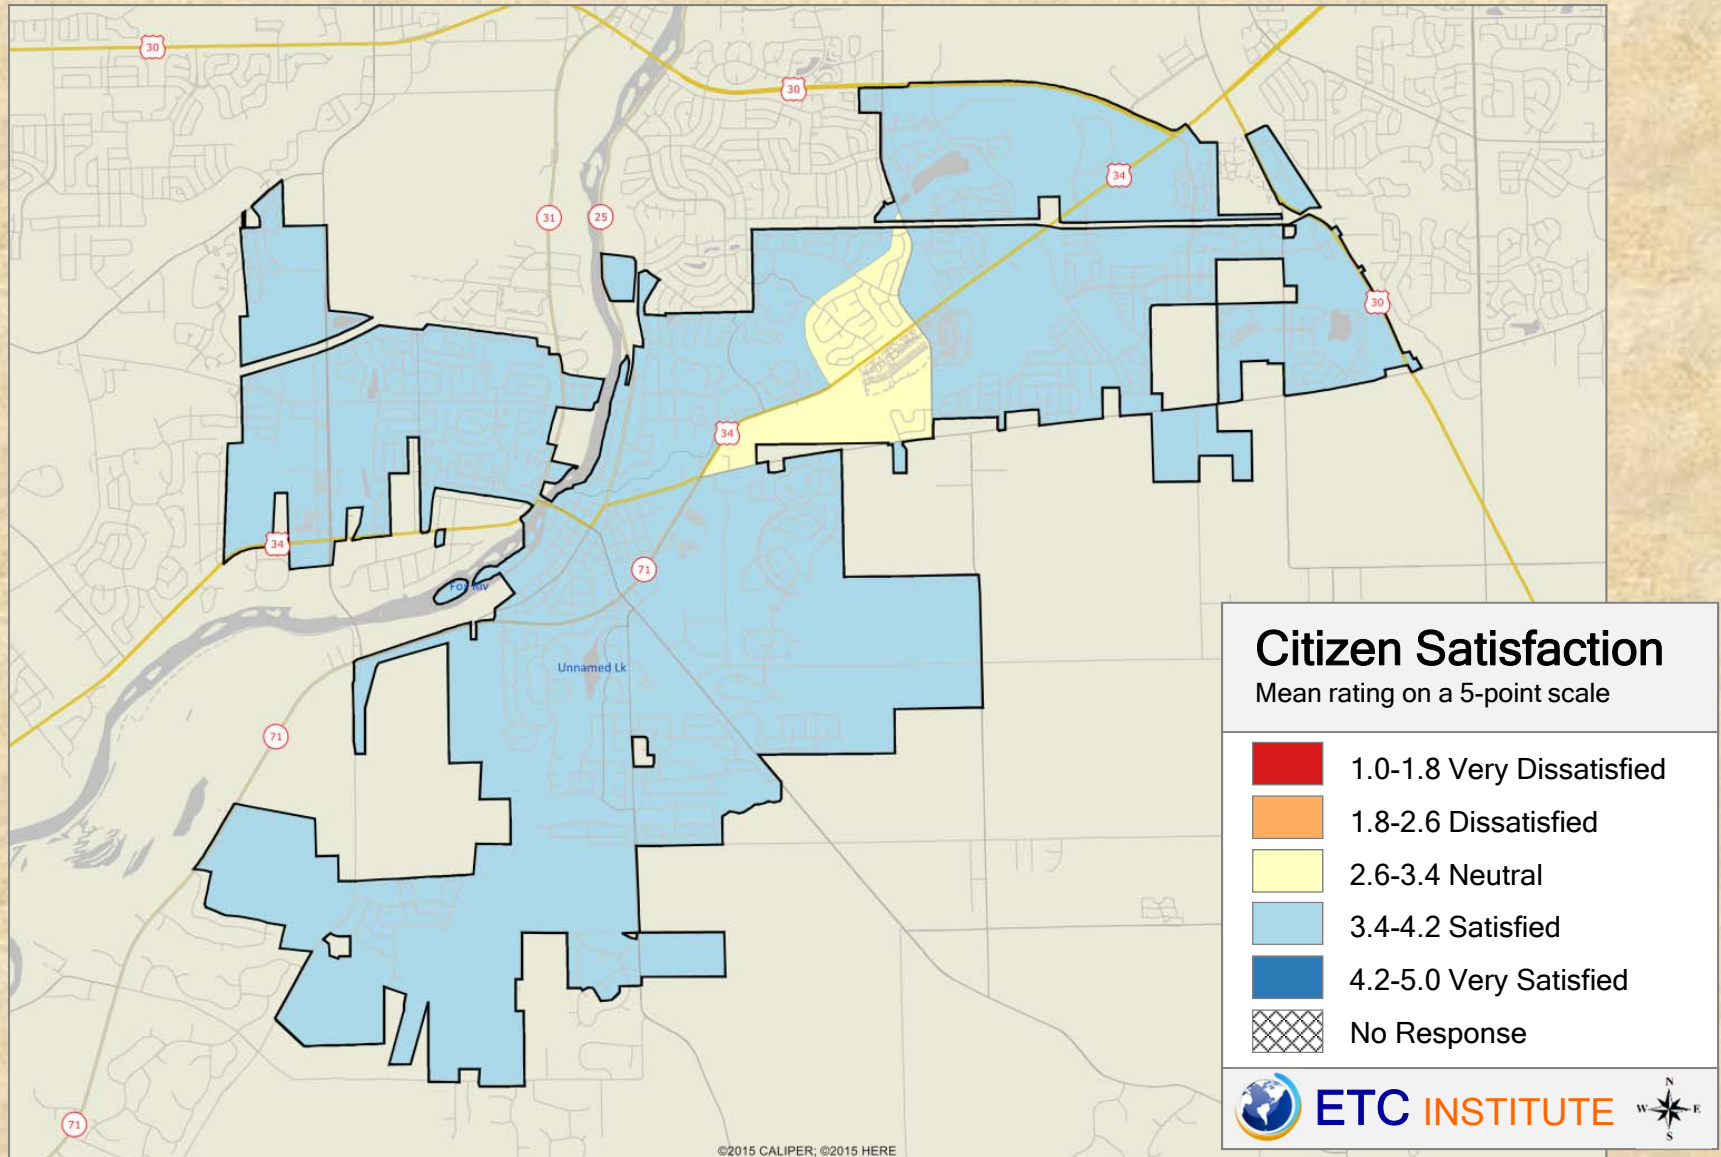 30
30
34
31
25
30
34
34
71
Fox Riv
Unnamed Lk
71
71
Citizen Satisfaction
Mean rating on a 5-point scale
1.0-1.8 Very Dissatisfied
1.8-2.6 Dissatisfied
2.6-3.4 Neutral
3.4-4.2 Satisfied
4.2-5.0 Very Satisfied
No Response
ETC INSTITUTE
N
W E
S
©2015 CALIPER; ©2015 HERE